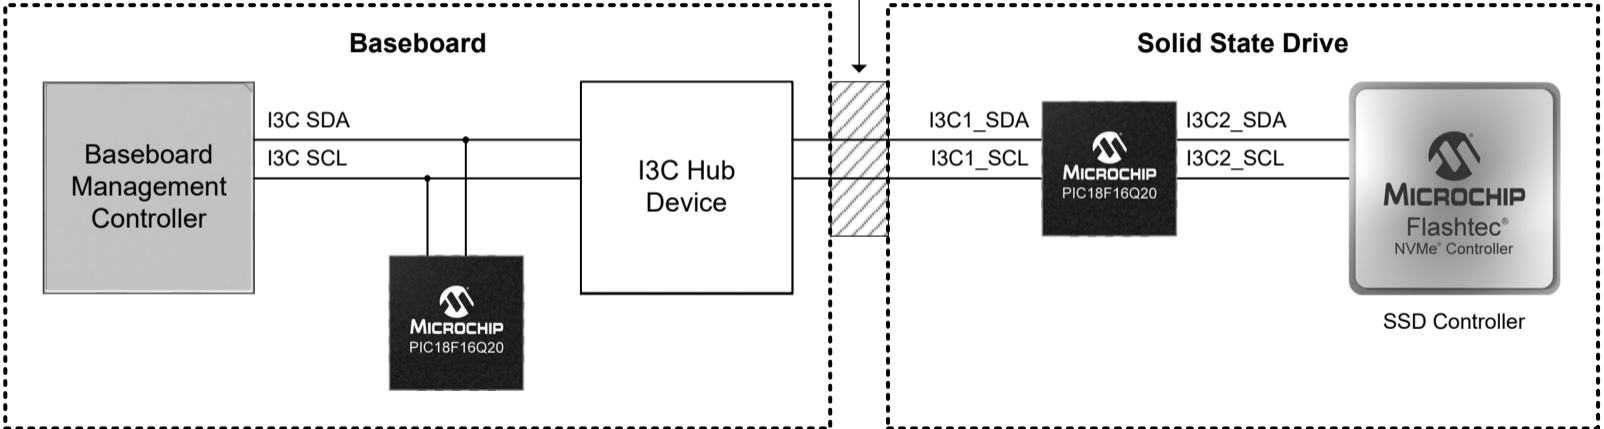 Baseboard
Solid State Drive
Baseboard
Management
Controller
I3C SDA
I3C SCL
MICROCHIP
PIC18F16Q20
I3C Hub
Device
I3C1_SDA
I3C1_SCL
MICROCHIP
PIC18F16Q20
I3C2_SDA
I3C2_SCL
MICROCHIP
Flashtec®
NVMe® Controller
SSD Controller